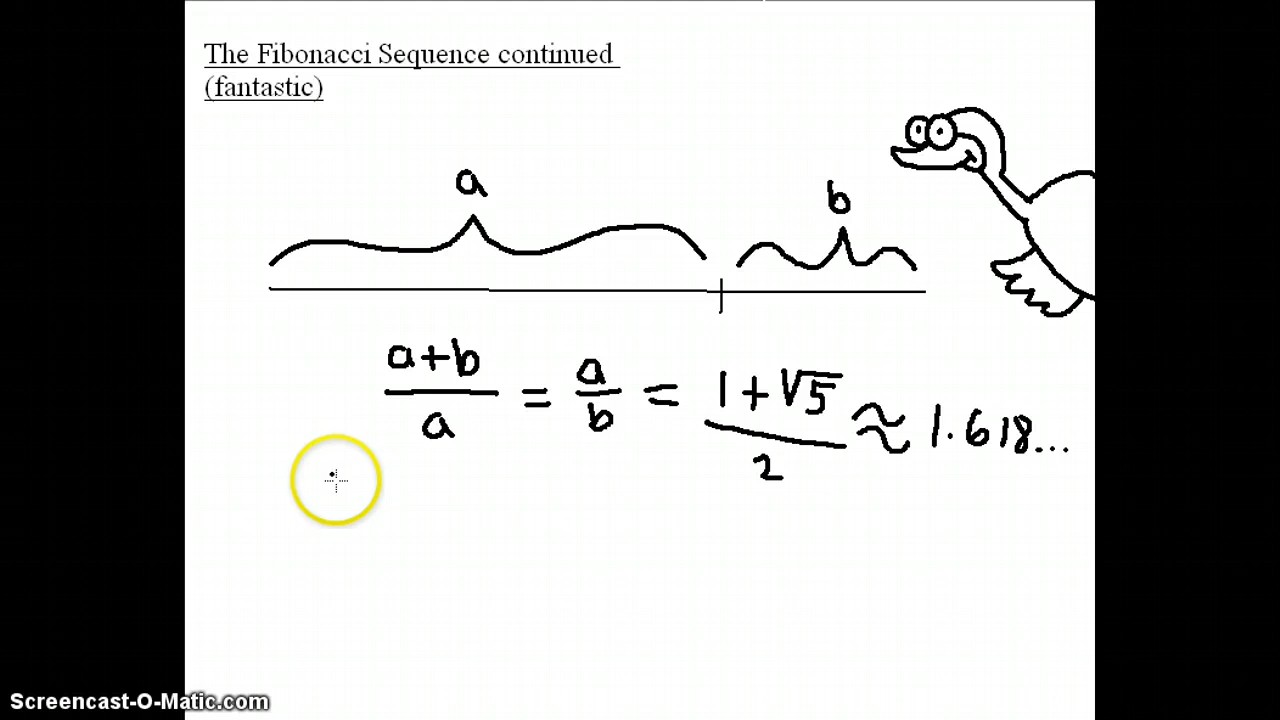 The Fibonacci Sequence continued
(fantastic)
a
b
a+b/a = a/b = 1+√5/2 ≈ 1.618...
Screencast-O-Matic.com